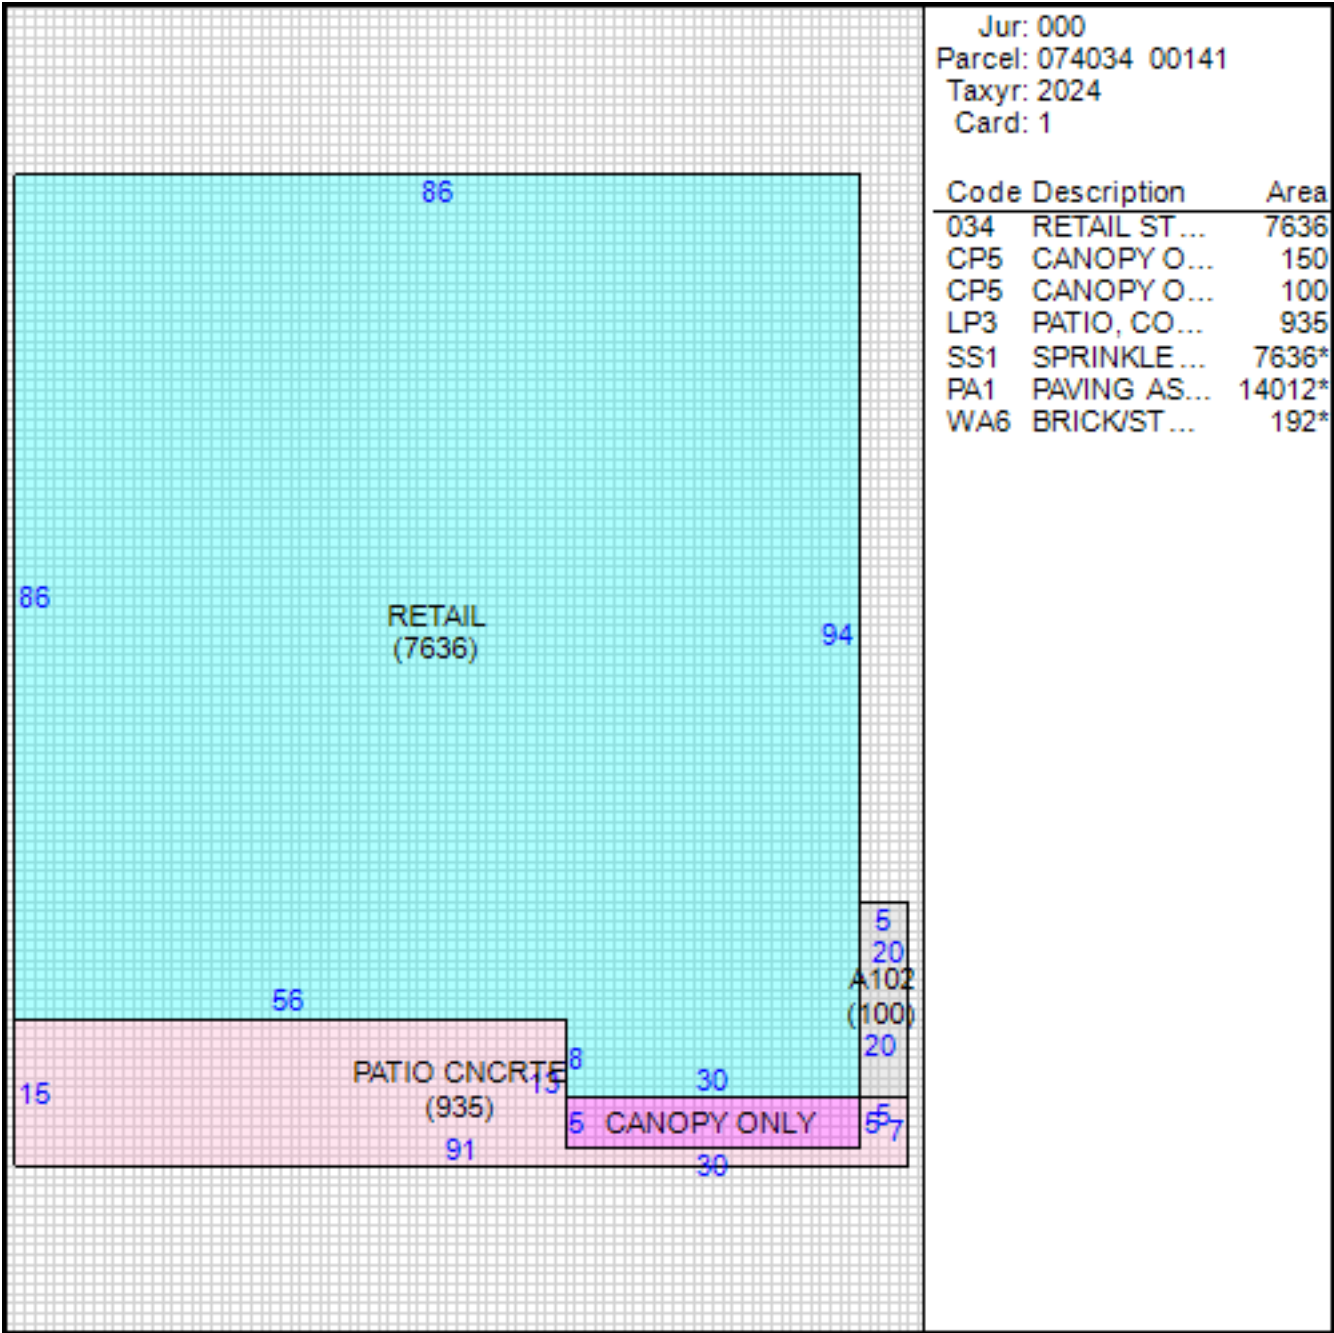 Jur: 000
Parcel: 074034 00141
Taxyr: 2024
Card: 1
Code Description Area
034 RETAIL ST... 7636
CP5 CANOPY O... 150
CP5 CANOPY O... 100
LP3 PATIO, CO... 935
SS1 SPRINKLE... 7636*
PA1 PAVING AS... 14012*
WA6 BRICK/ST... 192*
86
86
RETAIL
(7636)
94
5
20
A102
(100)
20
56
8
PATIO CNCRTE
13
(935)
15
30
5
CANOPY ONLY
5
5
7
91
30